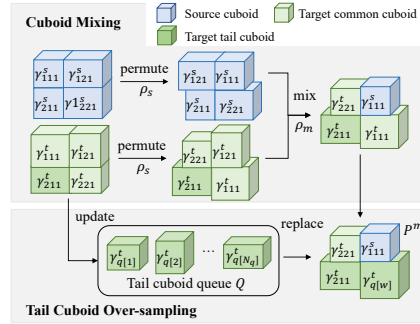 Cuboid Mixing
Source cuboid
Target common cuboid
Target tail cuboid
γ^s_111 γ^s_121
γ^s_211 γ1^s_221
permute
ρ_s
γ^s_121 γ^s_111
γ^s_211 γ^s_221
mix
ρ_m
γ^t_221 γ^s_111
γ^t_211 γ^t_111
γ^t_111 γ^t_121
γ^t_211 γ^t_221
permute
ρ_s
γ^t_221 γ^t_121
γ^t_211 γ^t_111
update
replace
P^m
γ^t_q[1] γ^t_q[2] ... γ^t_q[N_q]
Tail cuboid queue Q
γ^t_221 γ^s_111
γ^t_211 γ^t_q[w]
Tail Cuboid Over-sampling